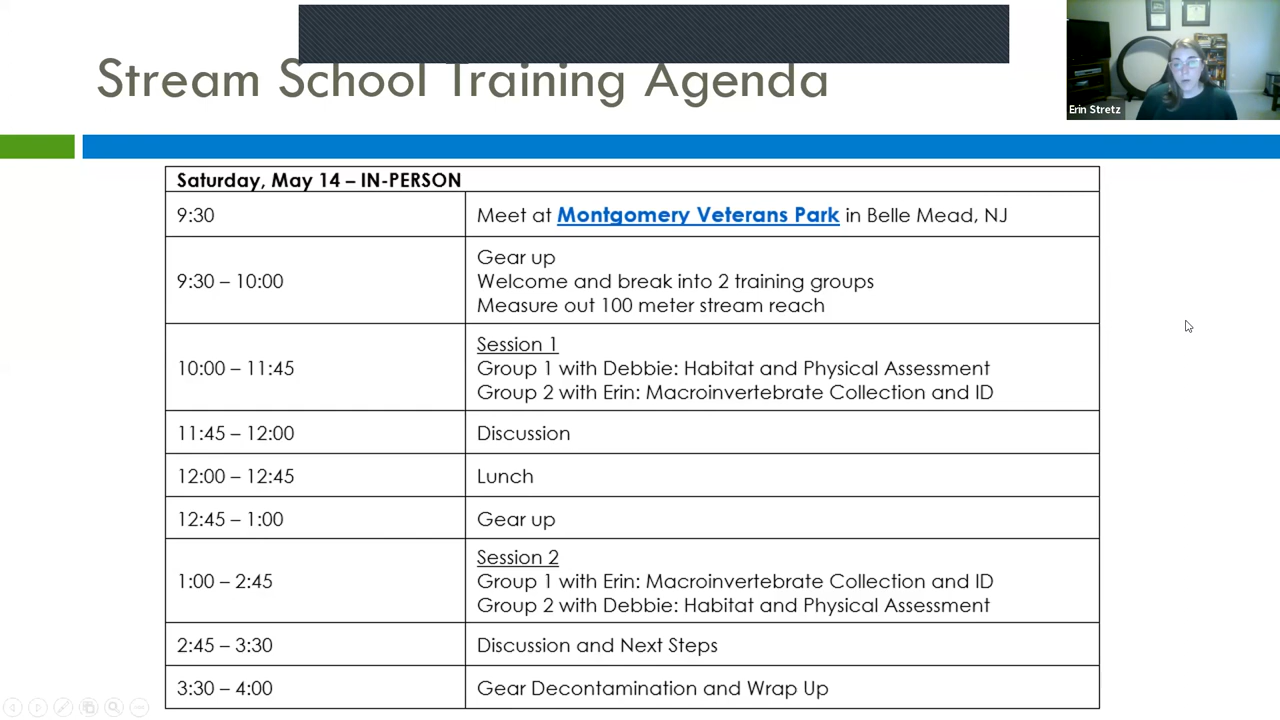 Stream School Training Agenda
Erin Stretz
Saturday, May 14 – IN-PERSON
9:30
Meet at Montgomery Veterans Park in Belle Mead, NJ
9:30 – 10:00
Gear up
Welcome and break into 2 training groups
Measure out 100 meter stream reach
10:00 – 11:45
Session 1
Group 1 with Debbie: Habitat and Physical Assessment
Group 2 with Erin: Macroinvertebrate Collection and ID
11:45 – 12:00
Discussion
12:00 – 12:45
Lunch
12:45 – 1:00
Gear up
1:00 – 2:45
Session 2
Group 1 with Erin: Macroinvertebrate Collection and ID
Group 2 with Debbie: Habitat and Physical Assessment
2:45 – 3:30
Discussion and Next Steps
3:30 – 4:00
Gear Decontamination and Wrap Up